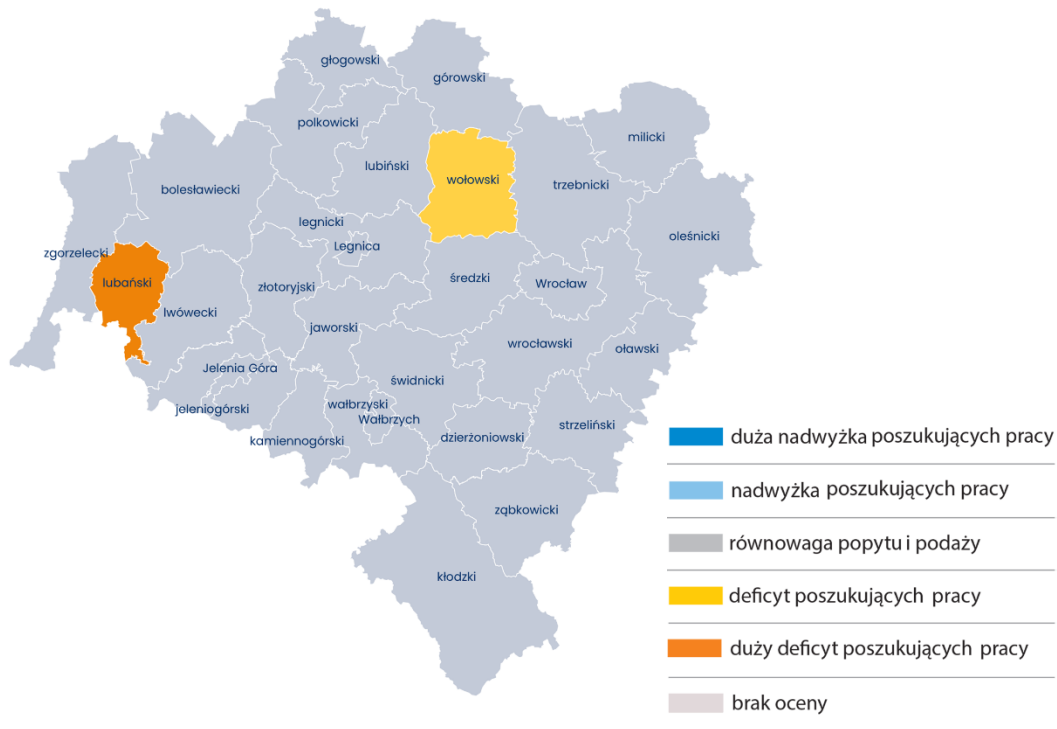 głogowski
górowski
polkowicki
milicki
lubiński
wołowski
trzebnicki
bolesławiecki
legnicki
Legnica
oleśnicki
zgorzelecki
lubański
złotoryjski
średzki
Wrocław
lwówecki
jaworski
wrocławski
oławski
Jelenia Góra
świdnicki
jeleniogórski
wałbrzyski
Wałbrzych
strzeliński
kamiennogórski
dzierżoniowski
ząbkowicki
kłodzki
duża nadwyżka poszukujących pracy
nadwyżka poszukujących pracy
równowaga popytu i podaży
deficyt poszukujących pracy
duży deficyt poszukujących pracy
brak oceny